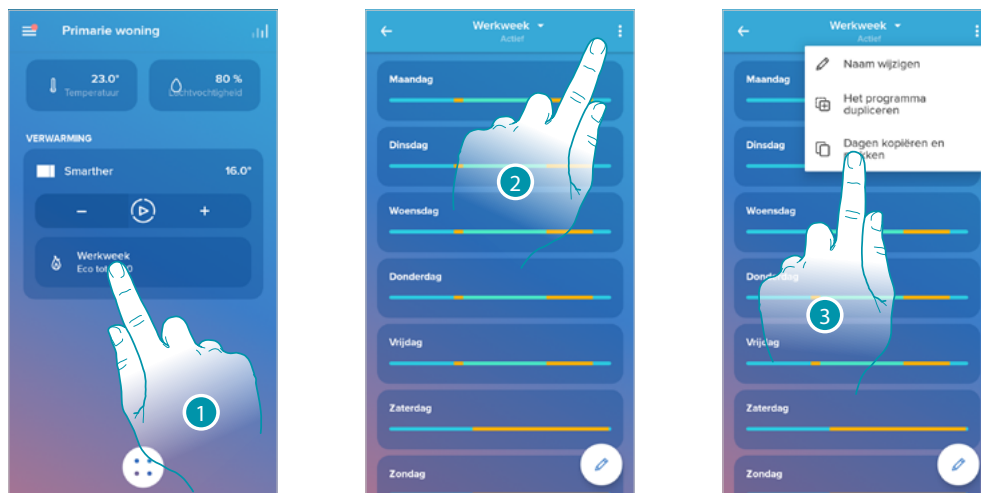 Primarie woning
23.0°
Temperatuur
80 %
Luchtvochtigheid
VERWARMING
Smarther
16.0°
Werkweek
Eco
1
Werkweek
Actief
Maandag
Dinsdag
Woensdag
Donderdag
Vrijdag
Zaterdag
Zondag
2
Werkweek
Actief
Naam wijzigen
Het programma
dupliceren
Dagen kopiëren en
Maandag
Dinsdag
Woensdag
Donderdag
Vrijdag
Zaterdag
Zondag
3